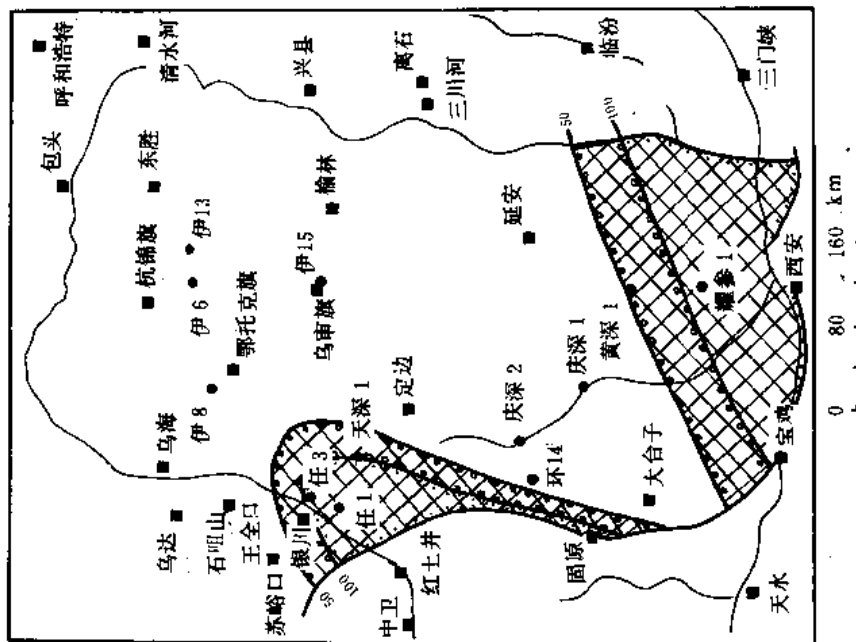 呼和浩特
清水河
包头
东胜
兴县
离石
三川河
临汾
三门峡
杭锦旗
伊6
伊13
榆林
伊15
乌审旗
鄂托克旗
延安
50
100
耀参1
西安
伊8
乌海
定边
天深1
庆深2
庆深1
黄深1
乌达
石咀山
王全口
苏峪口
银川
任3
任1
环14
大台子
宝鸡
50
100
中卫
红七井
固原
天水
0 80 160 km